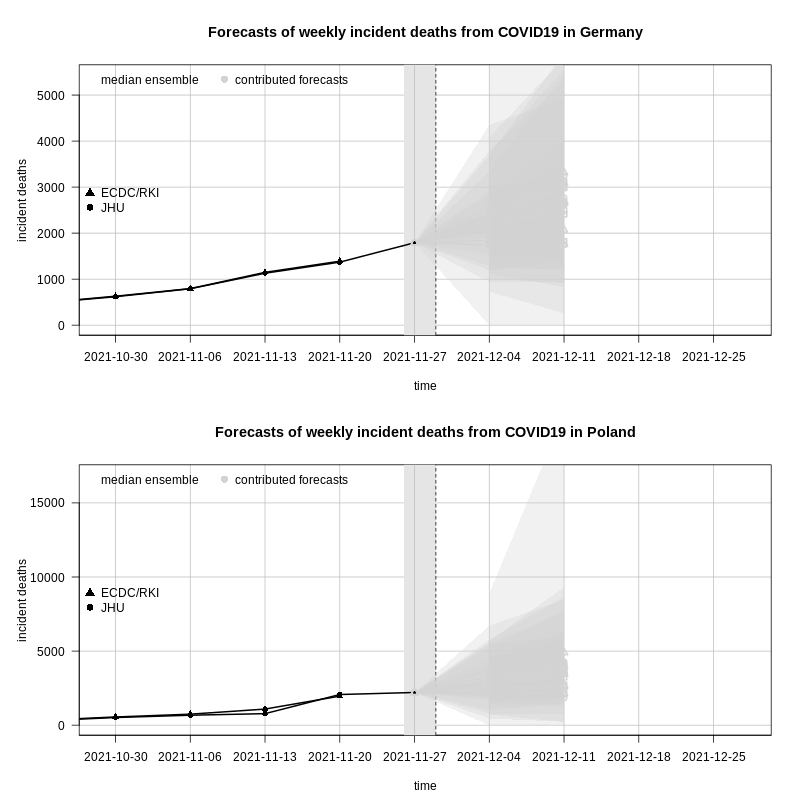 Forecasts of weekly incident deaths from COVID19 in Germany
median ensemble contributed forecasts
5000
4000
3000
2000
1000
0
incident deaths
ECDC/RKI
JHU
2021-10-30 2021-11-06 2021-11-13 2021-11-20 2021-11-27 2021-12-04 2021-12-11 2021-12-18 2021-12-25
time
Forecasts of weekly incident deaths from COVID19 in Poland
median ensemble contributed forecasts
15000
10000
5000
0
incident deaths
ECDC/RKI
JHU
2021-10-30 2021-11-06 2021-11-13 2021-11-20 2021-11-27 2021-12-04 2021-12-11 2021-12-18 2021-12-25
time